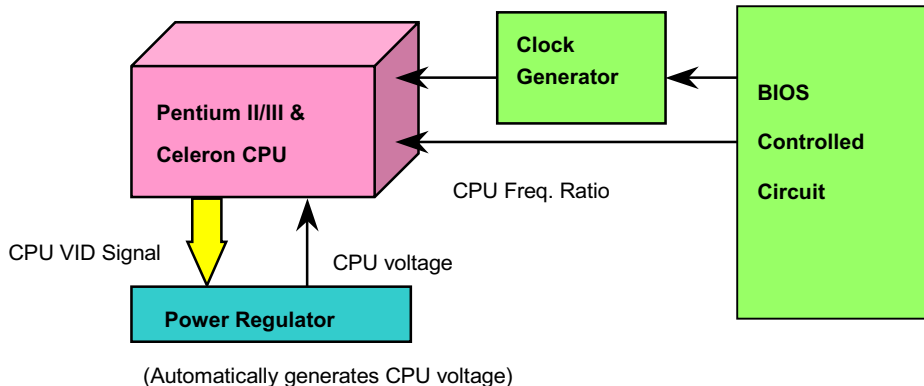 Clock
Generator
BIOS
Controlled
Circuit
Pentium II/III &
Celeron CPU
CPU Freq. Ratio
CPU VID Signal
CPU voltage
Power Regulator
(Automatically generates CPU voltage)